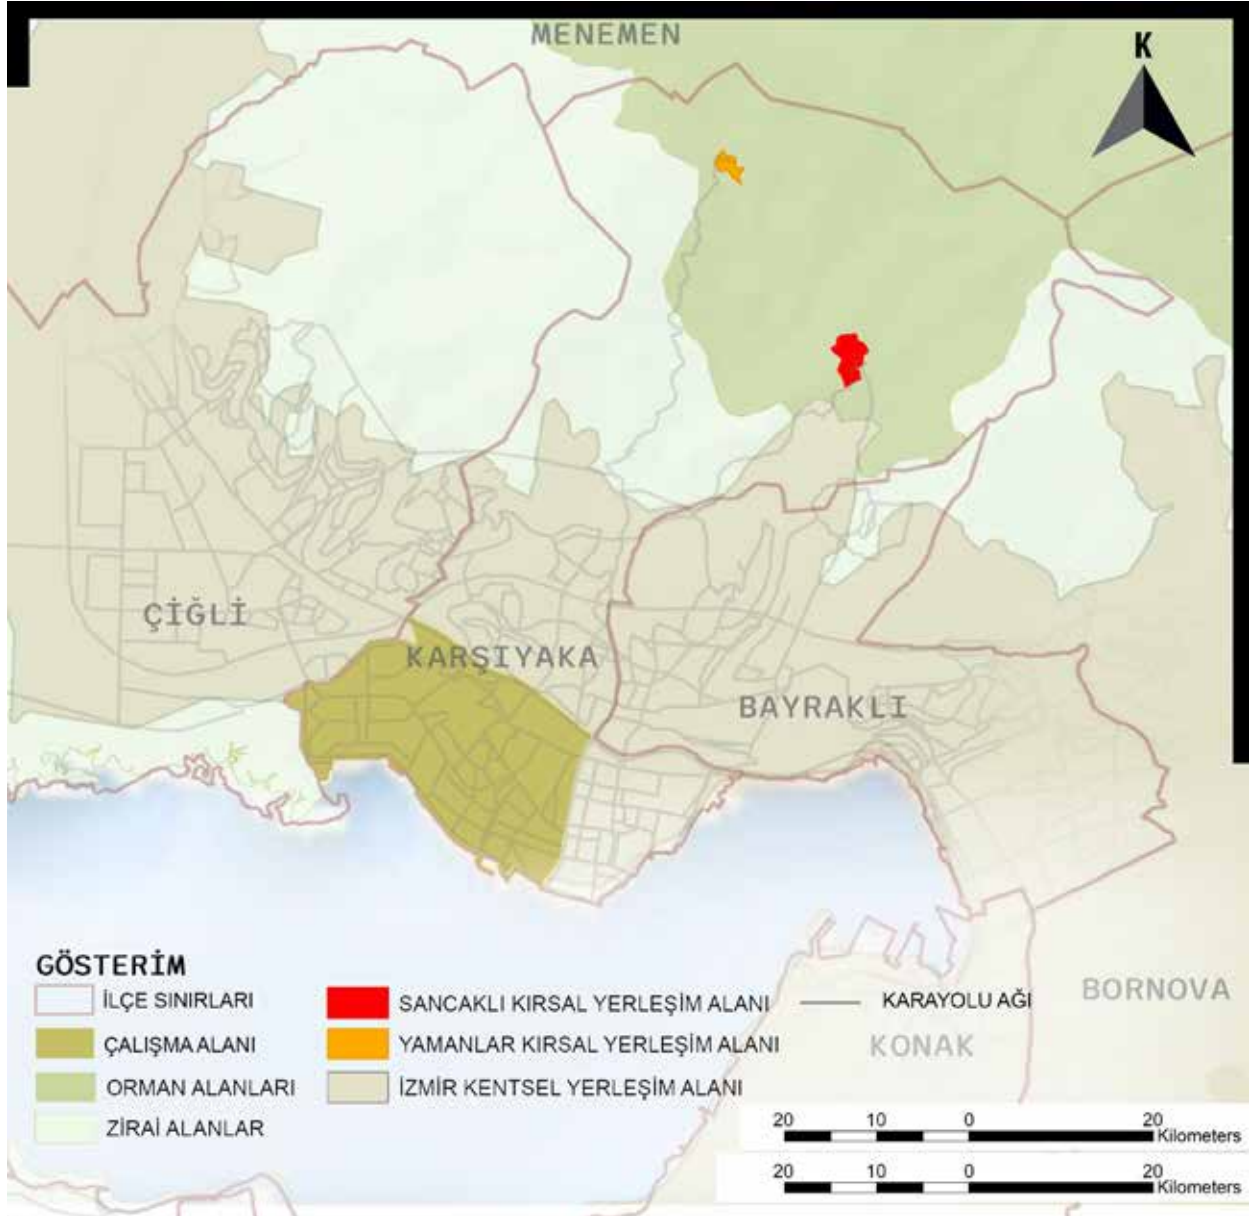 MENEMEN
K
ÇİĞLİ
KARŞIYAKA
BAYRAKLI
BORNOVA
KONAK
GÖSTERİM
İLÇE SINIRLARI
ÇALIŞMA ALANI
ORMAN ALANLARI
ZİRAİ ALANLAR
SANCAKLI KIRSAL YERLEŞİM ALANI
YAMANLAR KIRSAL YERLEŞİM ALANI
İZMİR KENTSEL YERLEŞİM ALANI
KARAYOLU AĞI
20 10 0 20
Kilometers
20 10 0 20
Kilometers